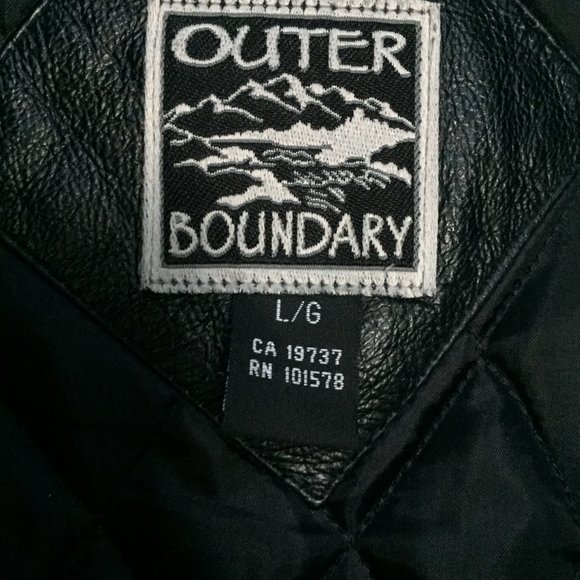 OUTER
BOUNDARY
L/G
CA 19737
RN 101578